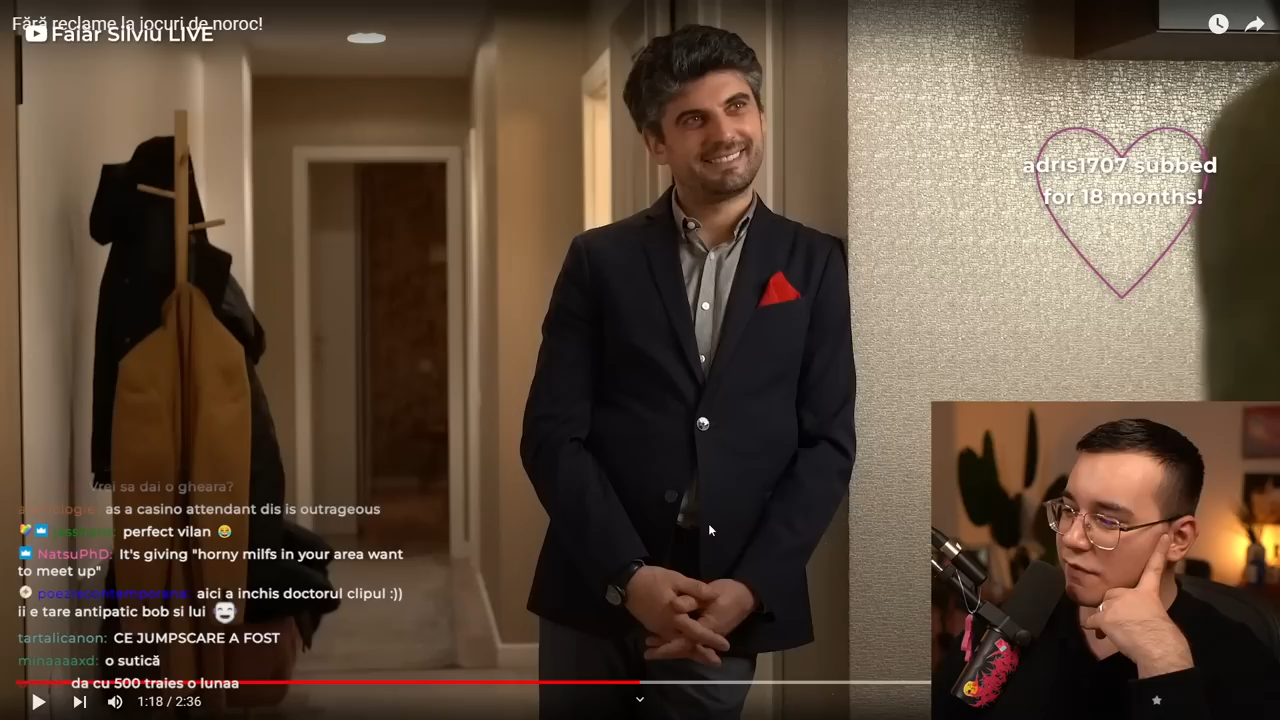 Fără reclame la jocuri de noroc!
Faiăr Silviu LIVE
adris1707 subbed
for 18 months!
Vrei sa dai o gheara?
as a casino attendant dis is outrageous
perfect vilan
NatsuPhD: It's giving "horny milfs in your area want
to meet up"
aici a inchis doctorul clipul :))
ii e tare antipatic bob si lui
tartalicanon: CE JUMPSCARE A FOST
minaaaaxd: o sutică
da cu 500 traies o lunaa
1:18 / 2:36